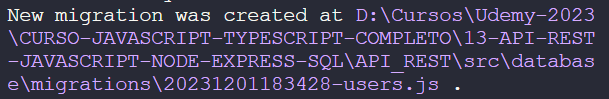 New migration was created at D:\Cursos\Udemy-2023
\CURSO-JAVASCRIPT-TYPESCRIPT-COMPLETO\13-API-REST
-JAVASCRIPT-NODE-EXPRESS-SQL\API_REST\src\databas
e\migrations\20231201183428-users.js .